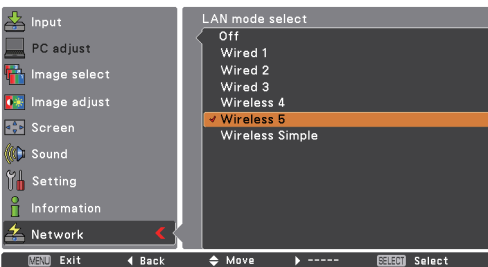 Input
PC adjust
Image select
Image adjust
Screen
Sound
Setting
Information
Network
LAN mode select
Off
Wired 1
Wired 2
Wired 3
Wireless 4
Wireless 5
Wireless Simple
MENU Exit Back Move ----- SELECT Select